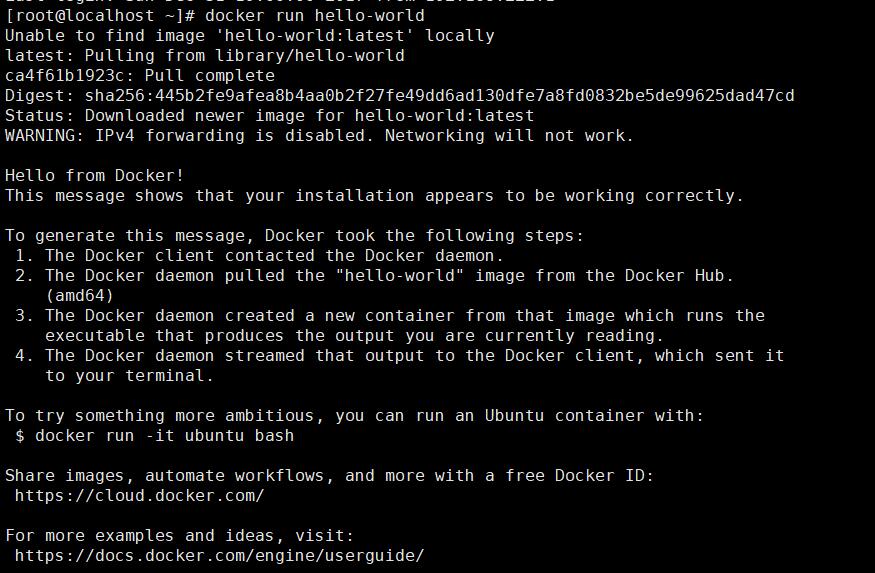 [root@localhost ~]# docker run hello-world
Unable to find image 'hello-world:latest' locally
latest: Pulling from library/hello-world
ca4f61b1923c: Pull complete
Digest: sha256:445b2fe9afea8b4aa0b2f27fe49dd6ad130dfe7a8fd0832be5de99625dad47cd
Status: Downloaded newer image for hello-world:latest
WARNING: IPv4 forwarding is disabled. Networking will not work.

Hello from Docker!
This message shows that your installation appears to be working correctly.

To generate this message, Docker took the following steps:
 1. The Docker client contacted the Docker daemon.
 2. The Docker daemon pulled the "hello-world" image from the Docker Hub.
    (amd64)
 3. The Docker daemon created a new container from that image which runs the
    executable that produces the output you are currently reading.
 4. The Docker daemon streamed that output to the Docker client, which sent it
    to your terminal.

To try something more ambitious, you can run an Ubuntu container with:
 $ docker run -it ubuntu bash

Share images, automate workflows, and more with a free Docker ID:
 https://cloud.docker.com/

For more examples and ideas, visit:
 https://docs.docker.com/engine/userguide/